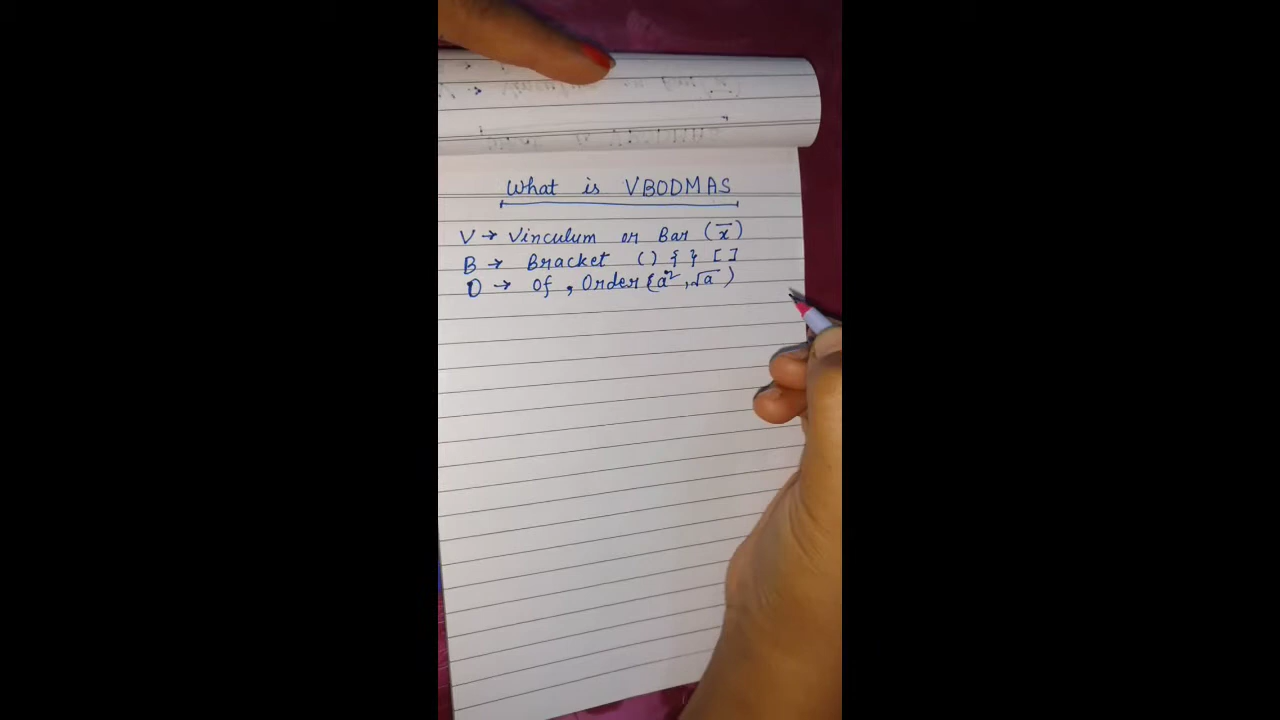 What is VBODMAS
V → Vinculum or Bar (x̅)
B → Bracket () { } [ ]
O → Of , Order {a², √a )